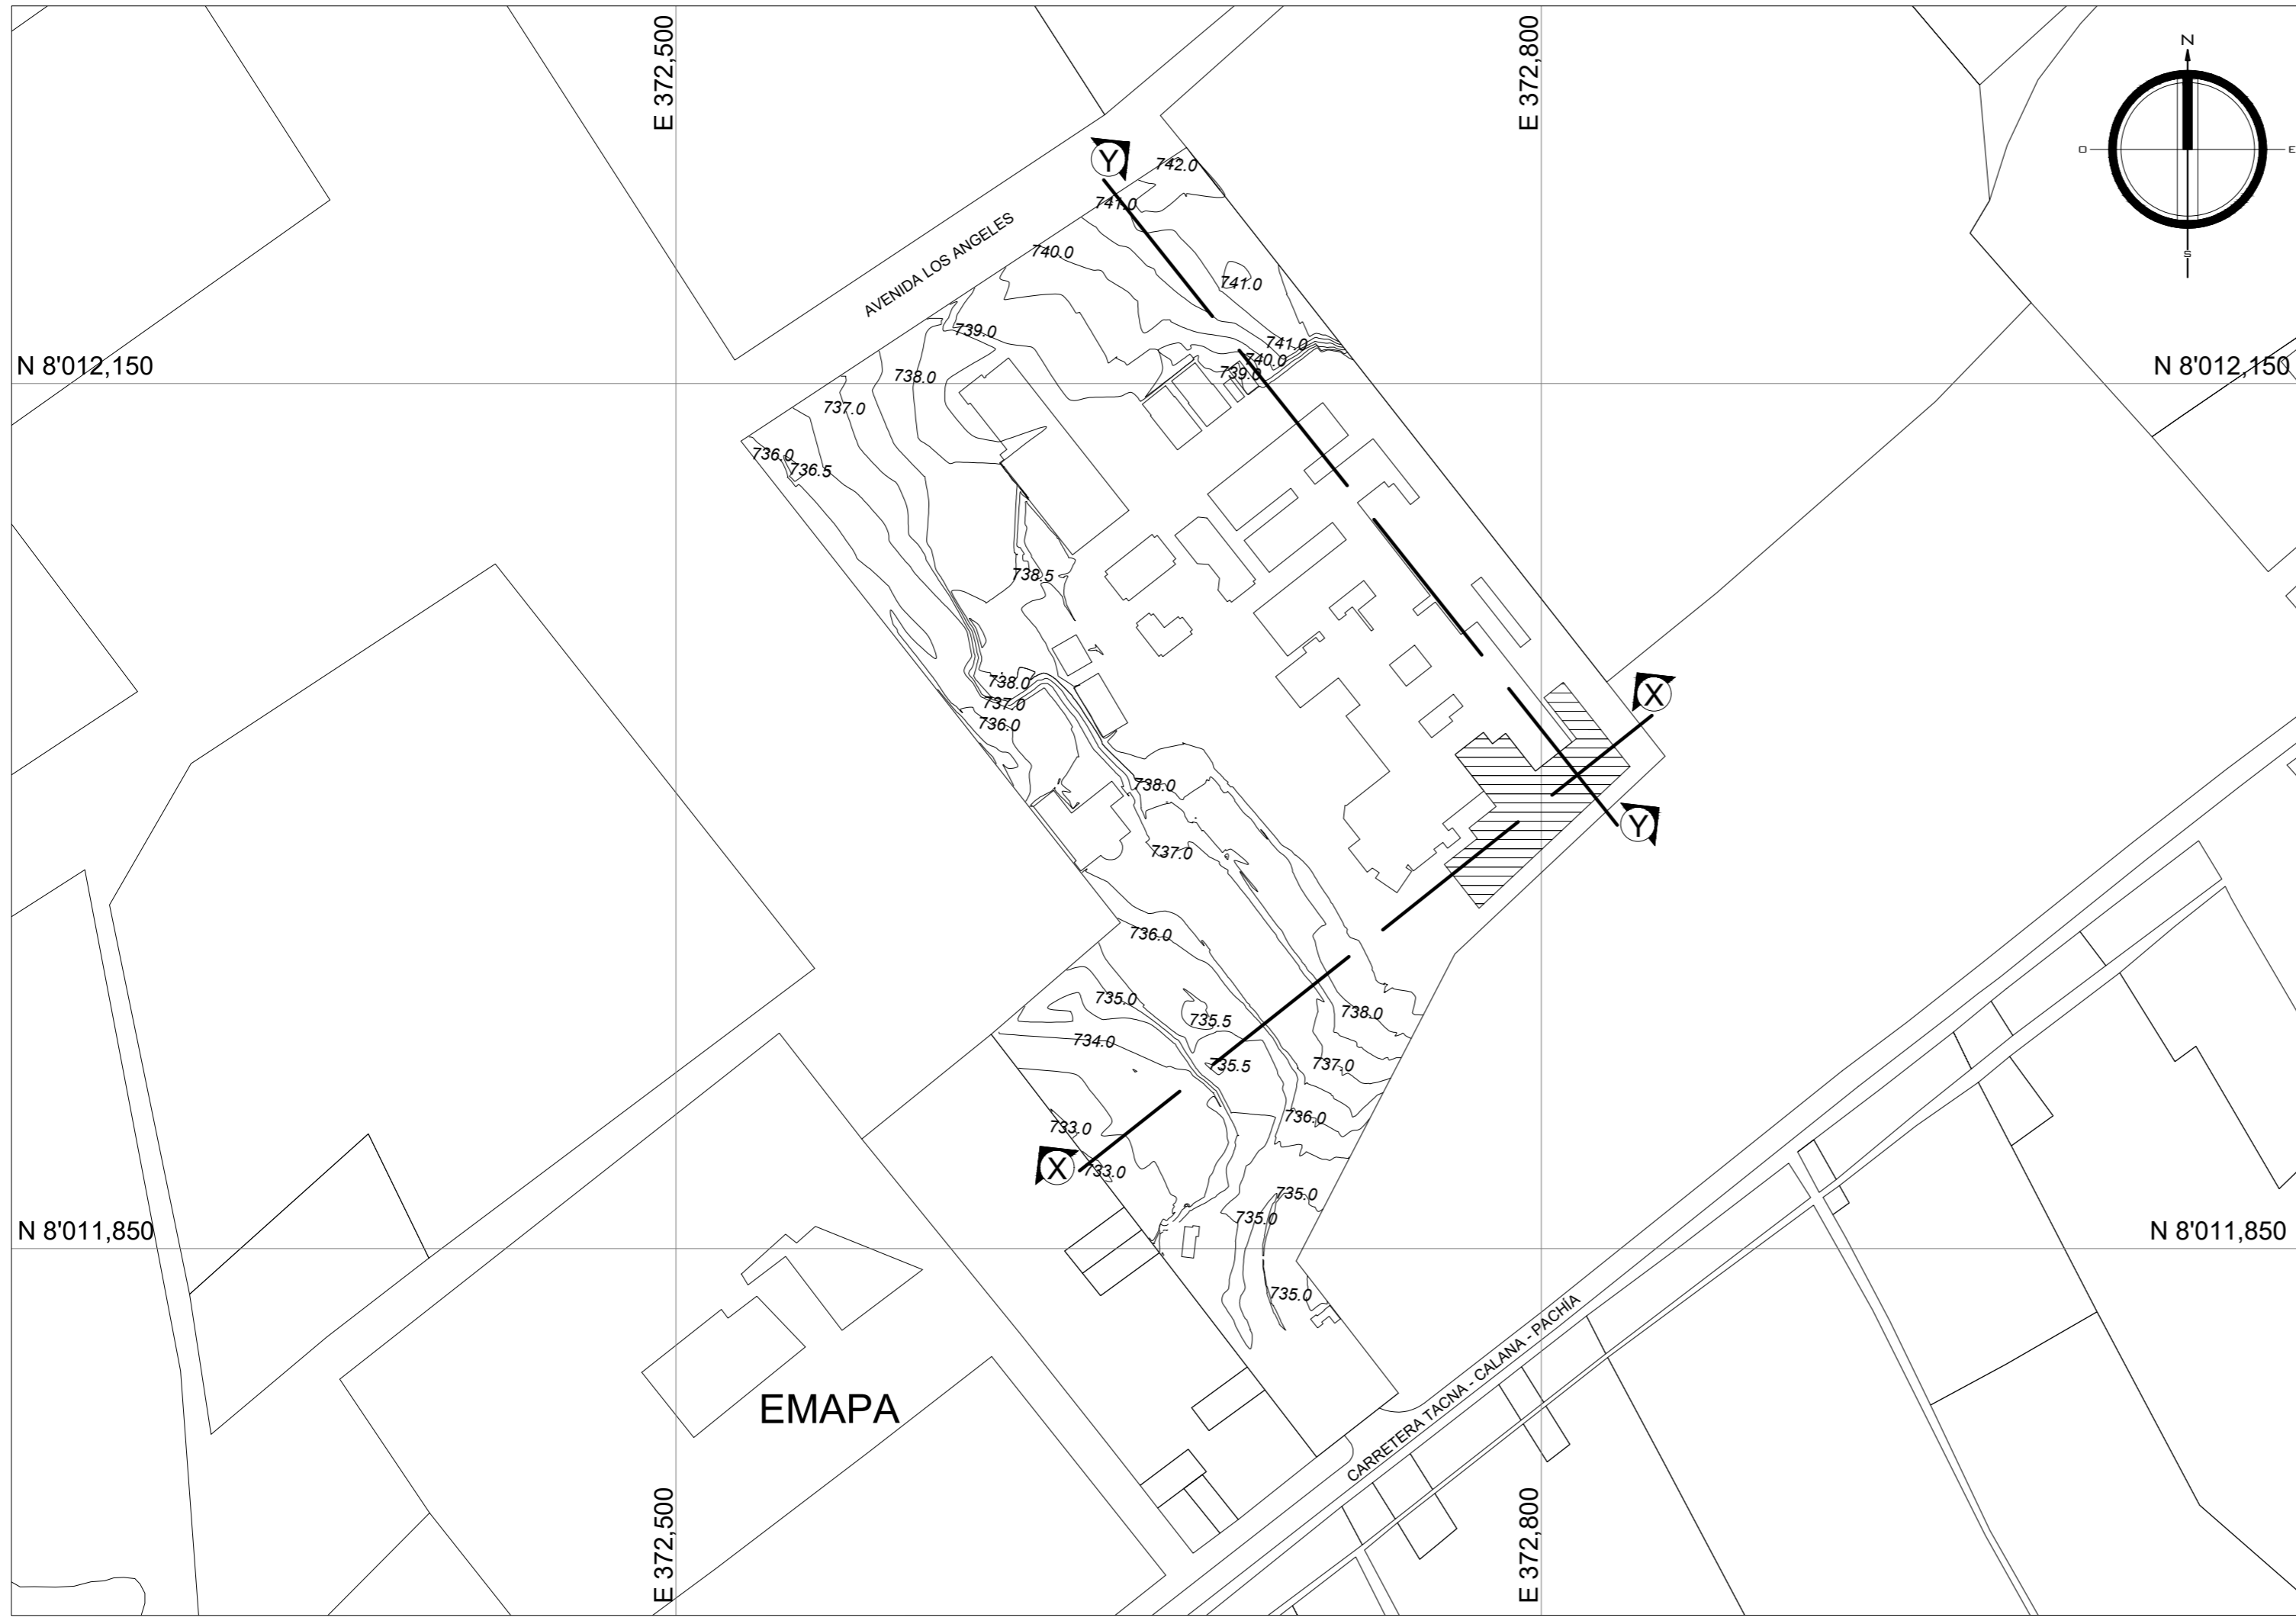 E 372,500
E 372,800
N
O
E
S
Y
742.0
741.0
AVENIDA LOS ANGELES
740.0
741.0
739.0
741.0
740.0
739.0
N 8'012,150
N 8'012,150
738.0
737.0
736.0
736.5
738.5
738.0
737.0
736.0
X
738.0
Y
737.0
736.0
735.0
735.5
738.0
734.0
735.5
737.0
736.0
733.0
X
733.0
735.0
735.0
N 8'011,850
N 8'011,850
735.0
CARRETERA TACNA - CALANA - PACHÍA
EMAPA
E 372,500
E 372,800